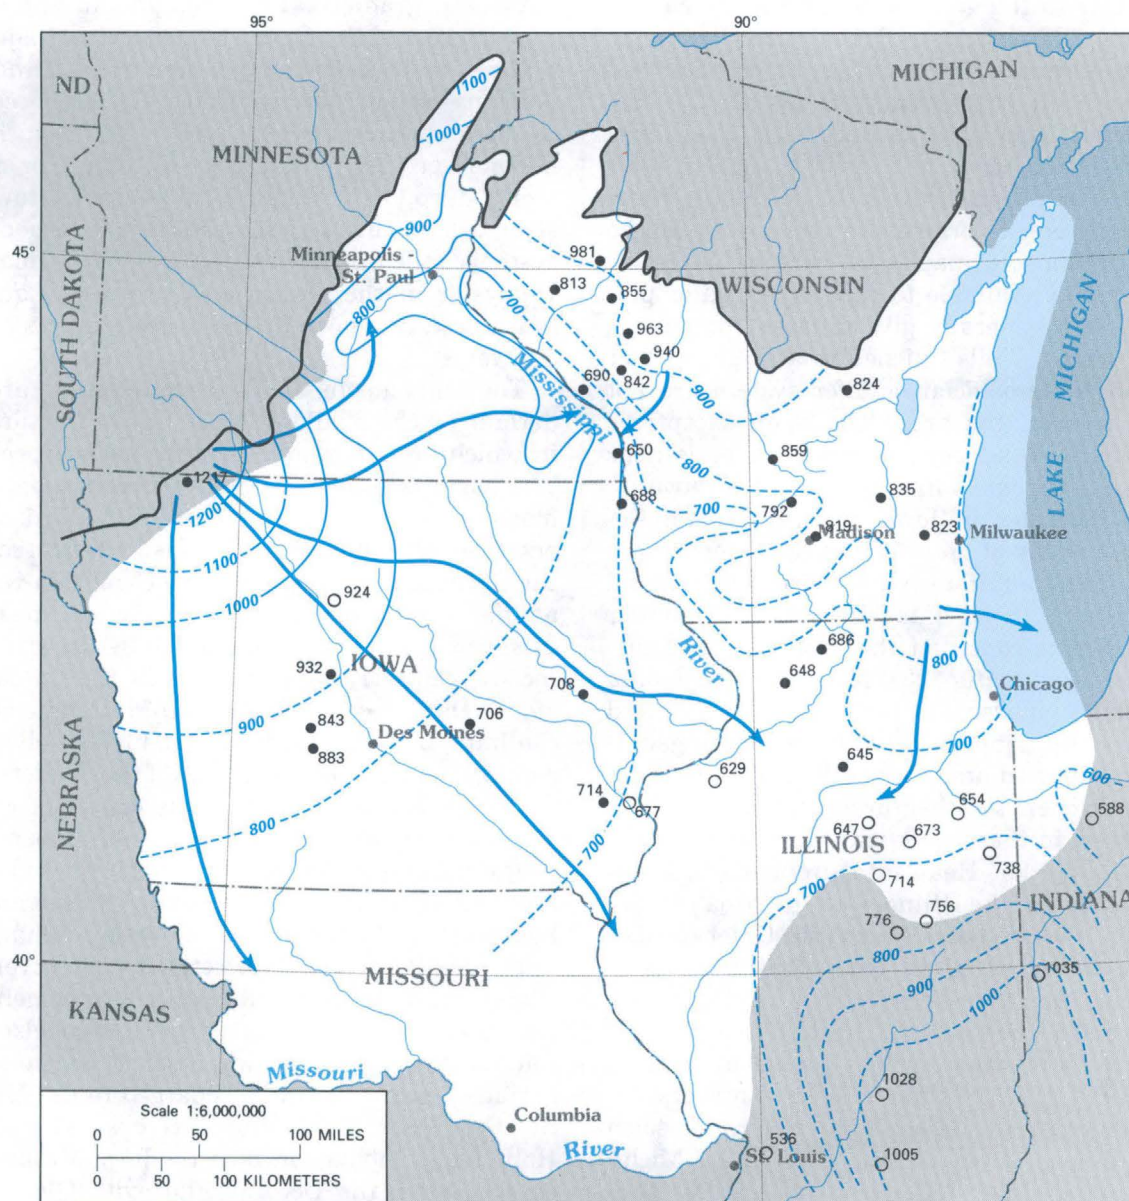 95°
90°
ND
MICHIGAN
1100
1000
MINNESOTA
900
45°
Minneapolis -
St. Paul
981
813
855
WISCONSIN
SOUTH DAKOTA
700
800
963
940
842
690
900
824
LAKE MICHIGAN
Mississippi
650
859
800
1217
1200
688
700
792
835
819
Madison
823
Milwaukee
1100
924
1000
River
686
648
800
932
IOWA
708
Chicago
900
843
883
706
Des Moines
700
645
NEBRASKA
629
600
714
677
654
588
800
700
647
673
ILLINOIS
738
714
700
INDIANA
776
756
40°
MISSOURI
800
900
1000
1035
KANSAS
Missouri
1028
Scale 1:6,000,000
0 50 100 MILES
0 50 100 KILOMETERS
Columbia
River
536
St. Louis
1005